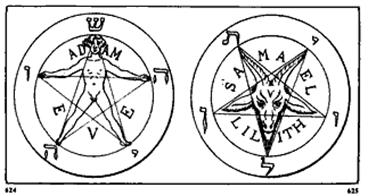 ש
ADAM
ה
EVE
ה
SAMAEL
LILITH
ל
624
625